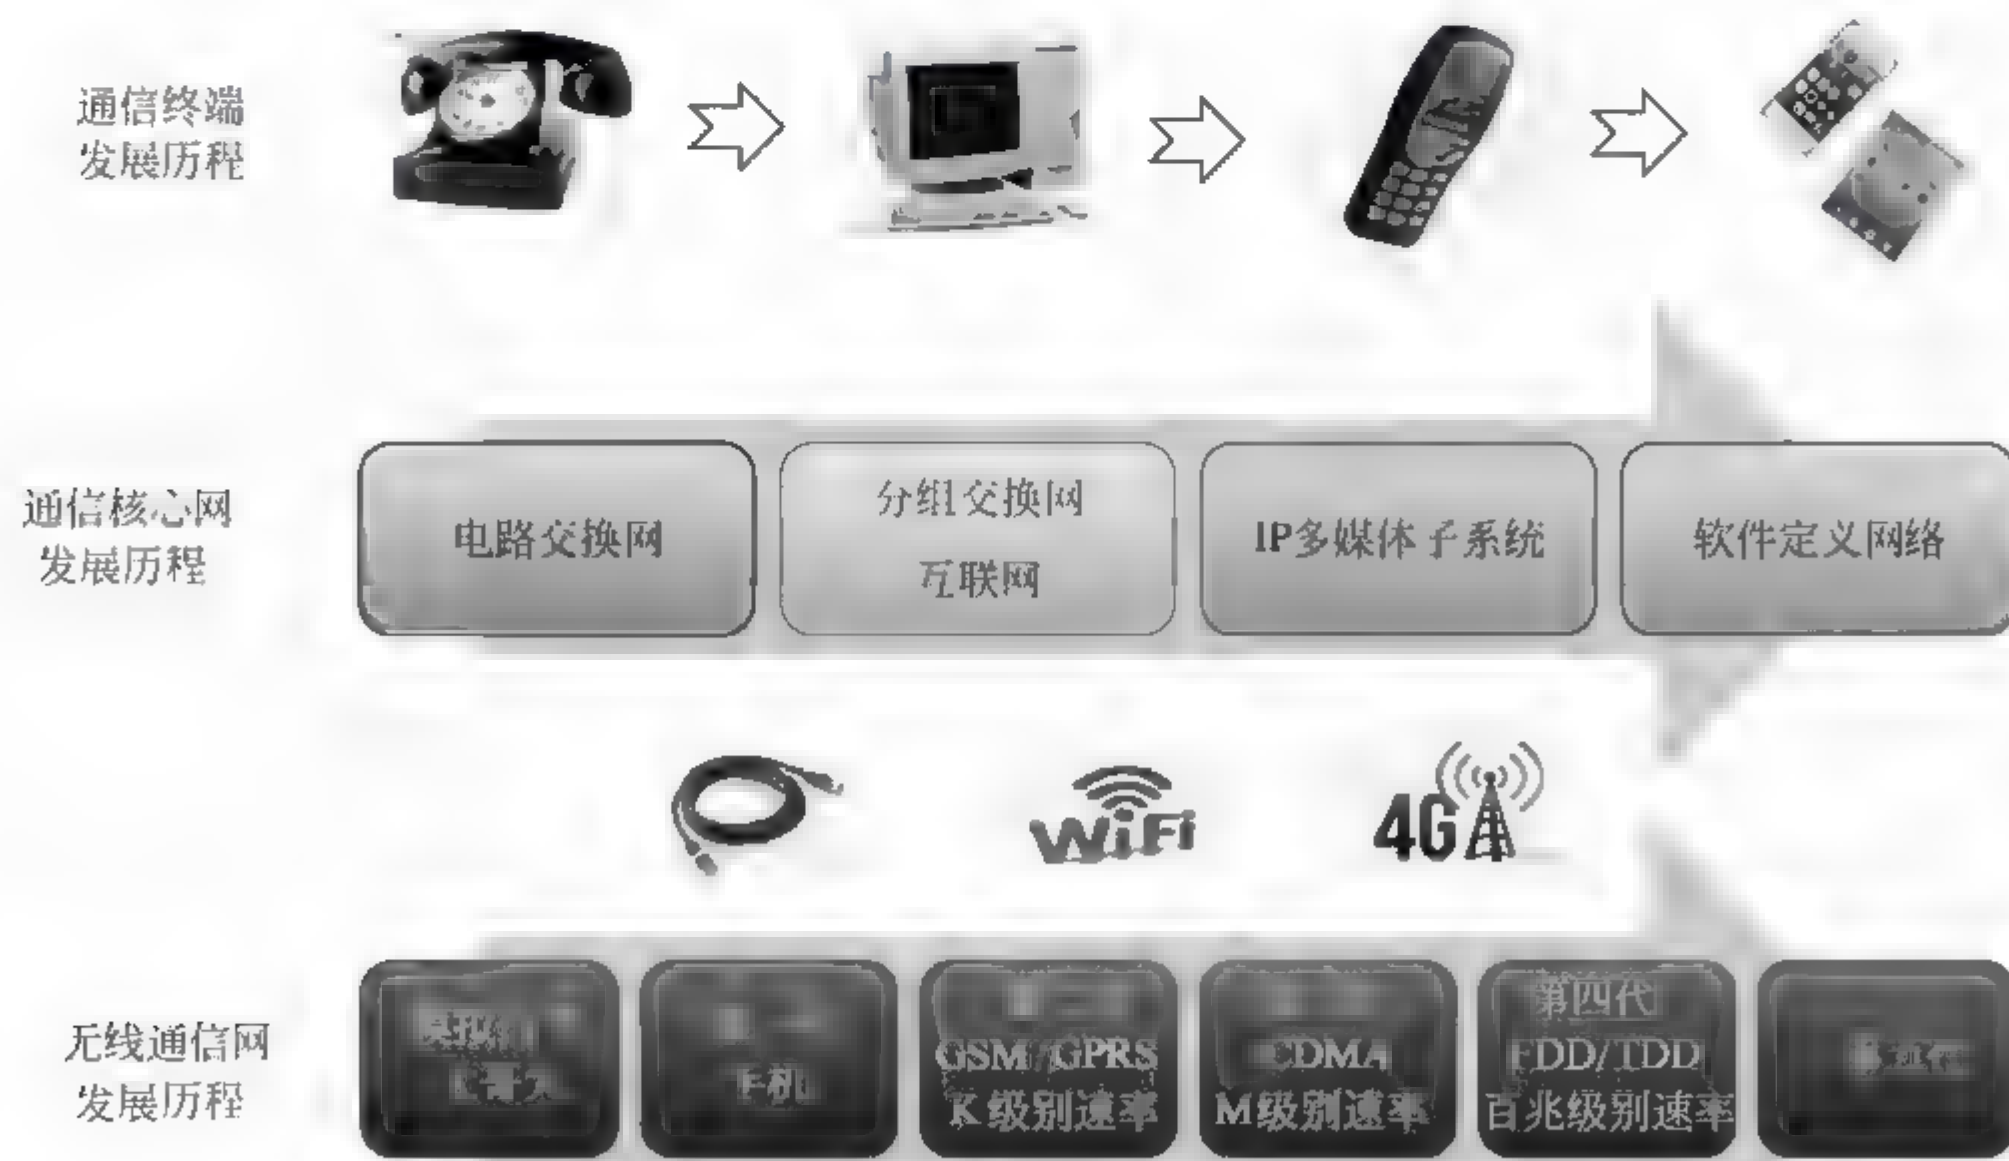 通信终端
发展历程
通信核心网
发展历程
电路交换网
分组交换网
互联网
IP多媒体子系统
软件定义网络
WiFi
4G
无线通信网
发展历程
手机
GSM/GPRS
K级别速率
CDMA
M级别速率
第四代
FDD/TDD
百兆级别速率